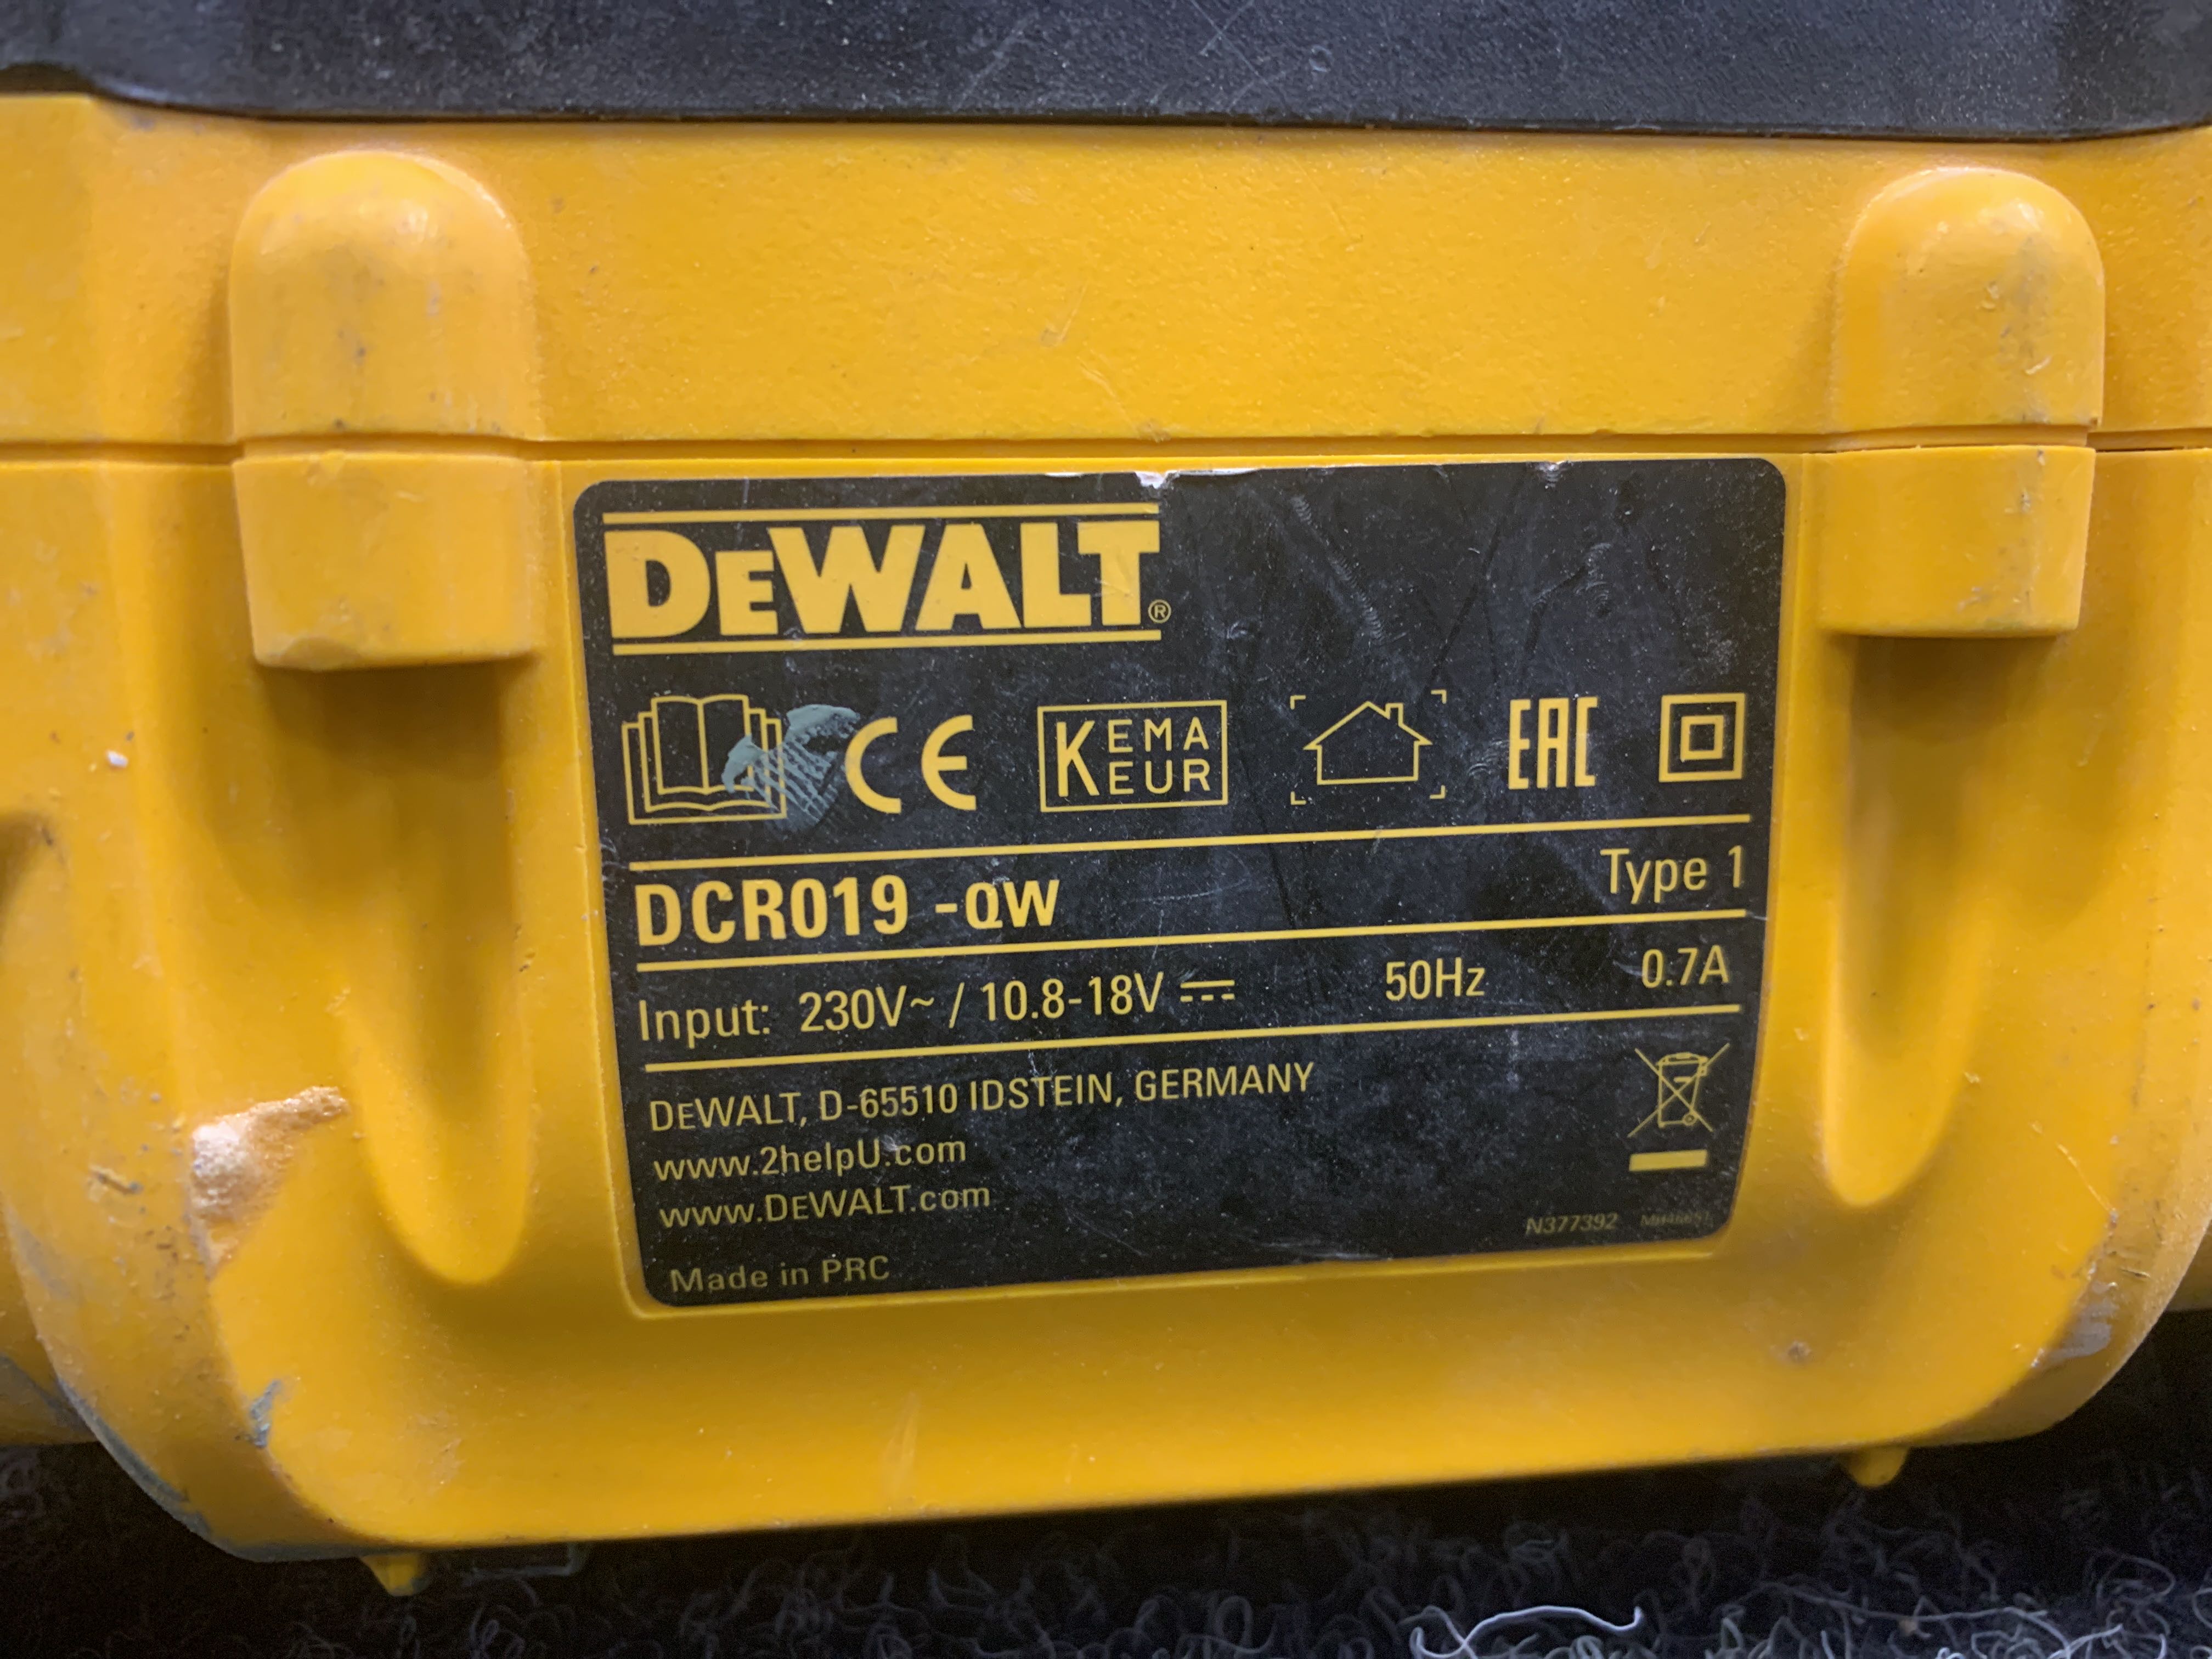 DEWALT®
CE KEMA KEUR EAC
DCR019 -QW Type 1
Input: 230V~ / 10.8-18V ⎓ 50Hz 0.7A
DEWALT, D-65510 IDSTEIN, GERMANY
www.2helpU.com
www.DEWALT.com
N377392
Made in PRC